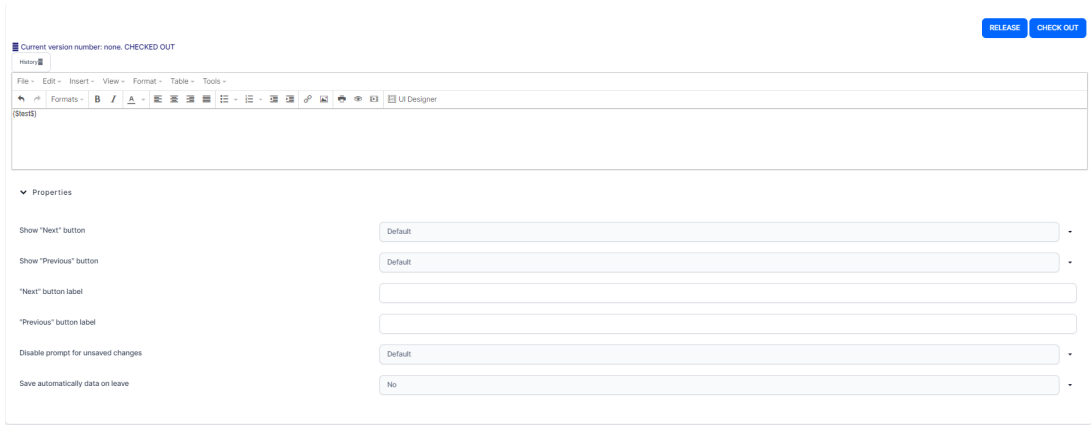 RELEASE CHECK OUT
Current version number: none. CHECKED OUT
History
File Edit Insert View Format Table Tools
Formats B I A UI Designer
{$test$}
Properties
Show "Next" button Default
Show "Previous" button Default
"Next" button label
"Previous" button label
Disable prompt for unsaved changes Default
Save automatically data on leave No